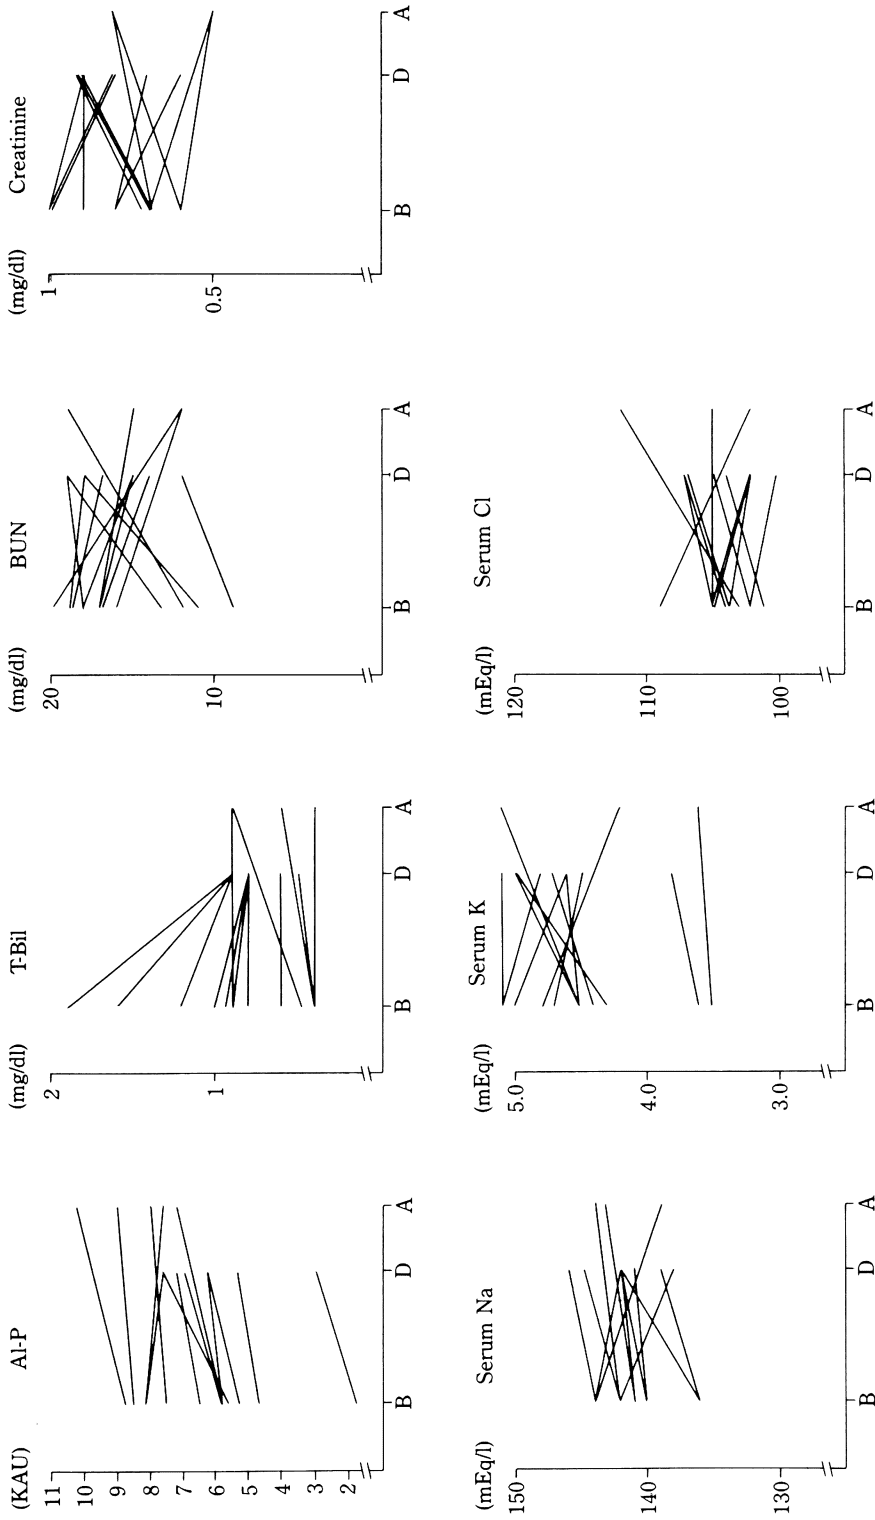 Al-P
(KAU)
11
10
9
8
7
6
5
4
3
2
B
D
A
T-Bil
(mg/dl)
2
1
B
D
A
BUN
(mg/dl)
20
10
B
D
A
Creatinine
(mg/dl)
1
0.5
B
D
A
Serum Na
(mEq/l)
150
140
130
B
D
A
Serum K
(mEq/l)
5.0
4.0
3.0
B
D
A
Serum Cl
(mEq/l)
120
110
100
B
D
A